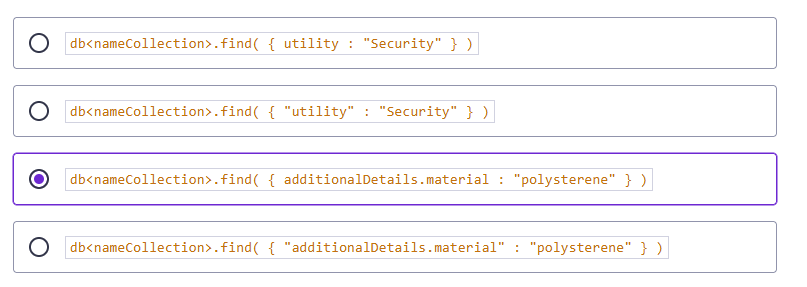 db<nameCollection>.find( { utility : "Security" } )
db<nameCollection>.find( { "utility" : "Security" } )
db<nameCollection>.find( { additionalDetails.material : "polysterene" } )
db<nameCollection>.find( { "additionalDetails.material" : "polysterene" } )